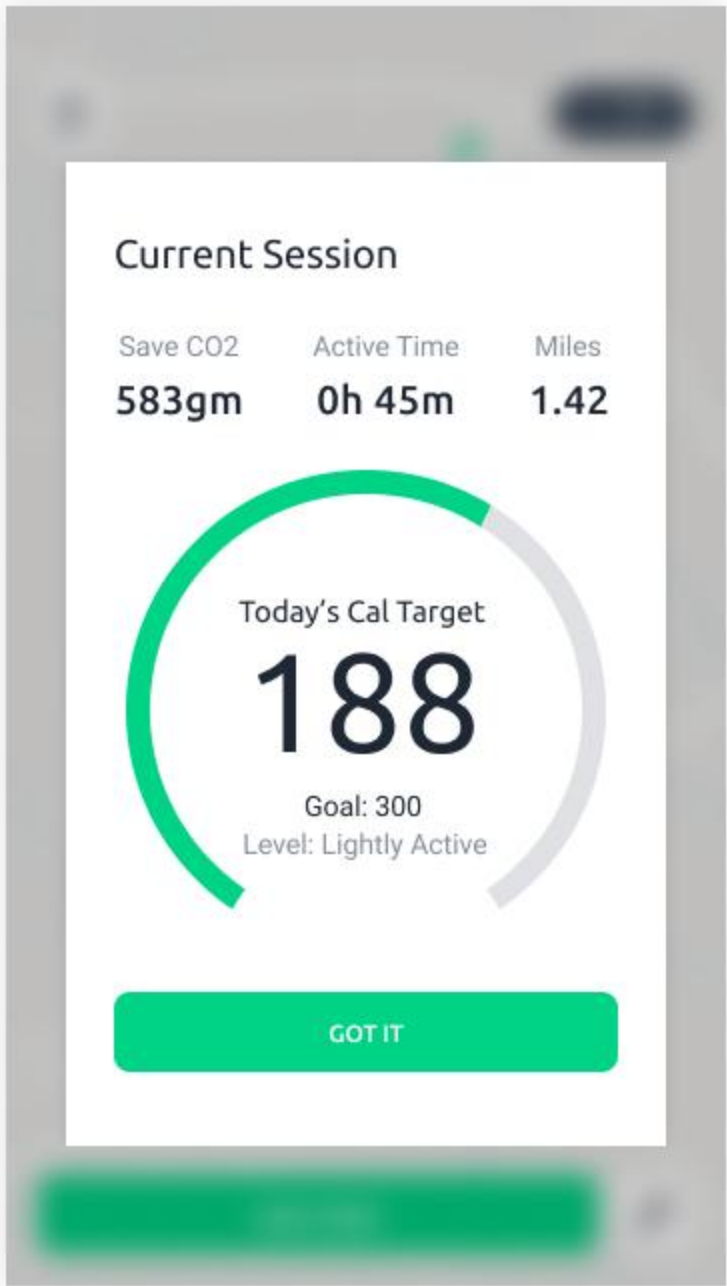 Current Session
Save CO2 Active Time Miles
583gm 0h 45m 1.42
Today's Cal Target
188
Goal: 300
Level: Lightly Active
GOT IT